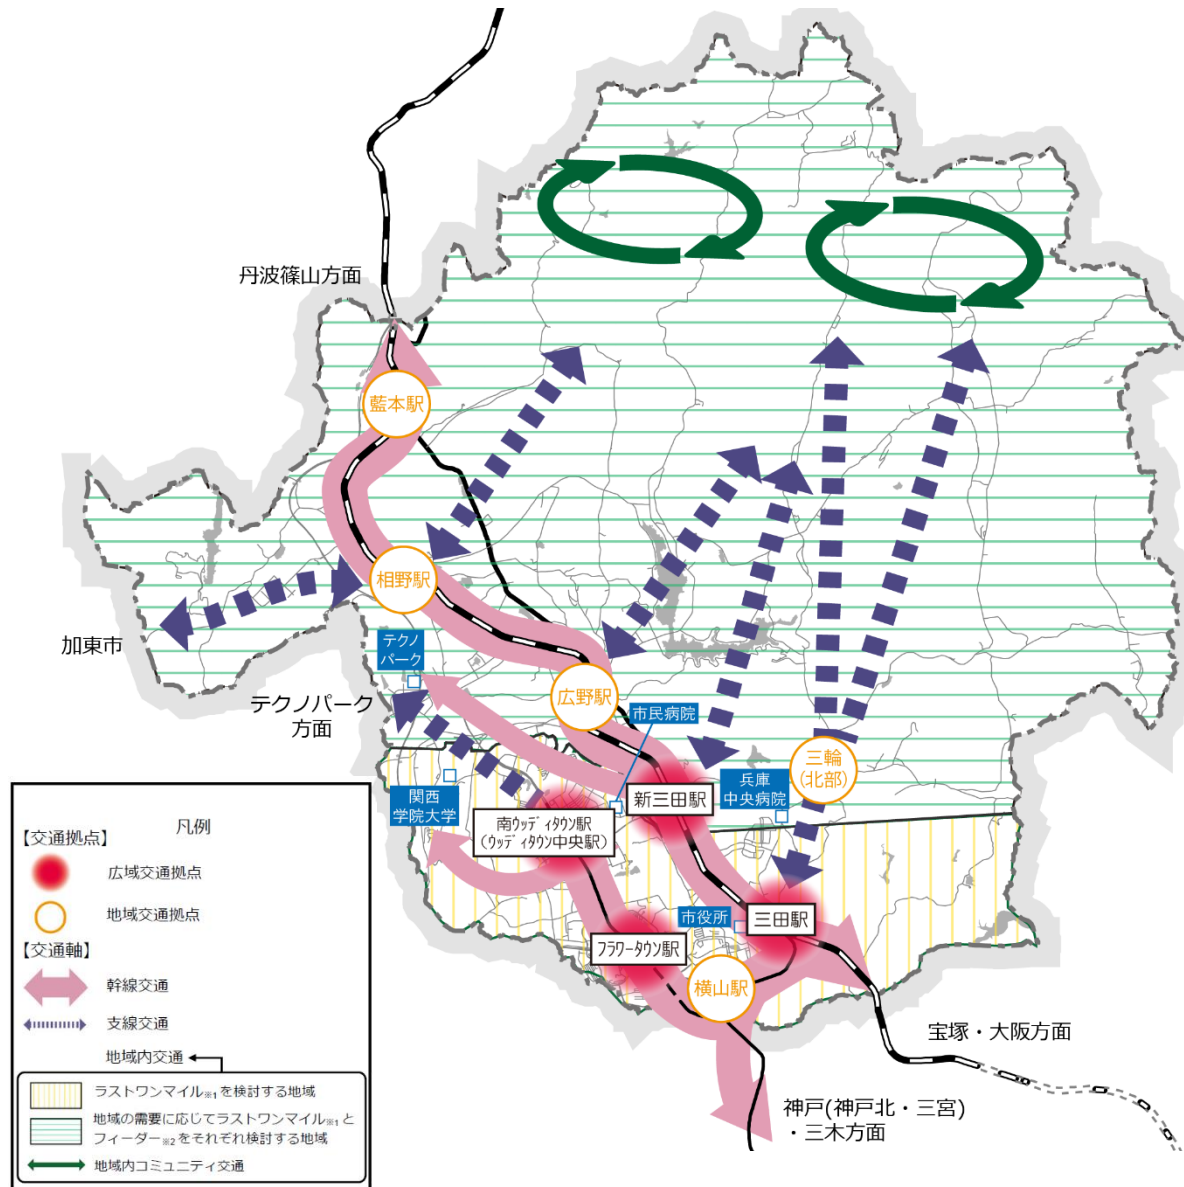 丹波篠山方面
藍本駅
相野駅
加東市
テクノ
パーク
テクノパーク
方面
広野駅
市民病院
三輪
(北部)
兵庫
中央病院
新三田駅
関西
学院大学
南ウッディタウン駅
(ウッディタウン中央駅)
市役所
三田駅
フラワータウン駅
横山駅
宝塚・大阪方面
神戸(神戸北・三宮)
・三木方面
凡例
【交通拠点】
広域交通拠点
地域交通拠点
【交通軸】
幹線交通
支線交通
地域内交通
ラストワンマイル※1を検討する地域
地域の需要に応じてラストワンマイル※1と
フィーダー※2をそれぞれ検討する地域
地域内コミュニティ交通